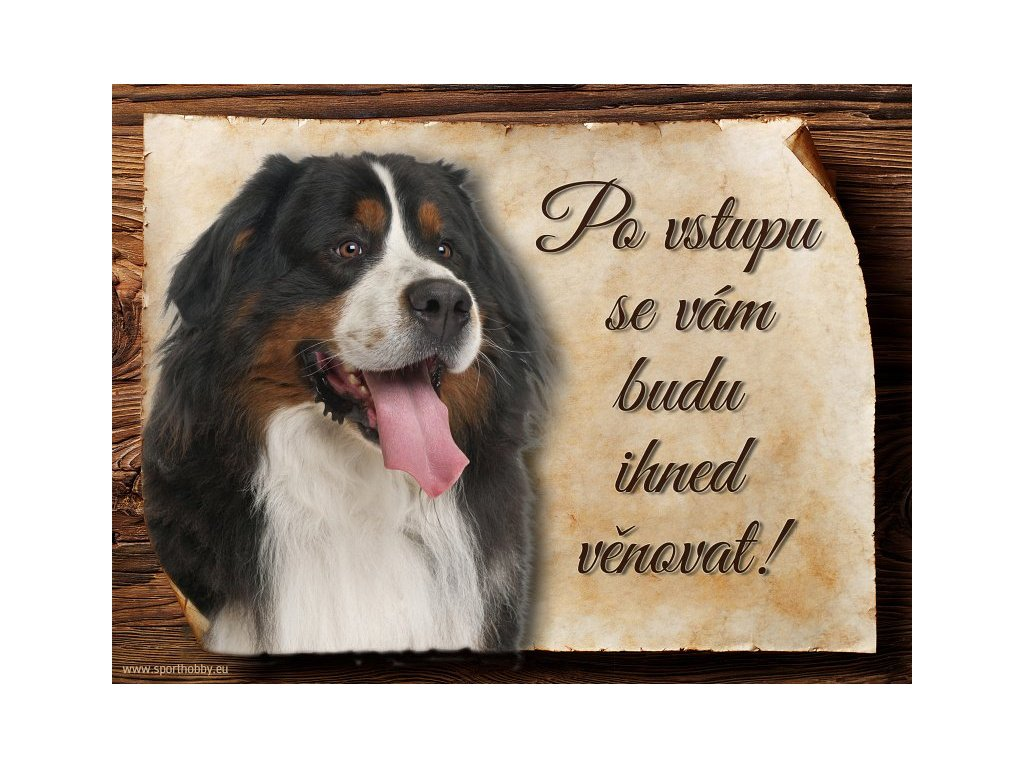 Po vstupu
se vám
budu
ihned
věnovat!
www.sporthobby.eu